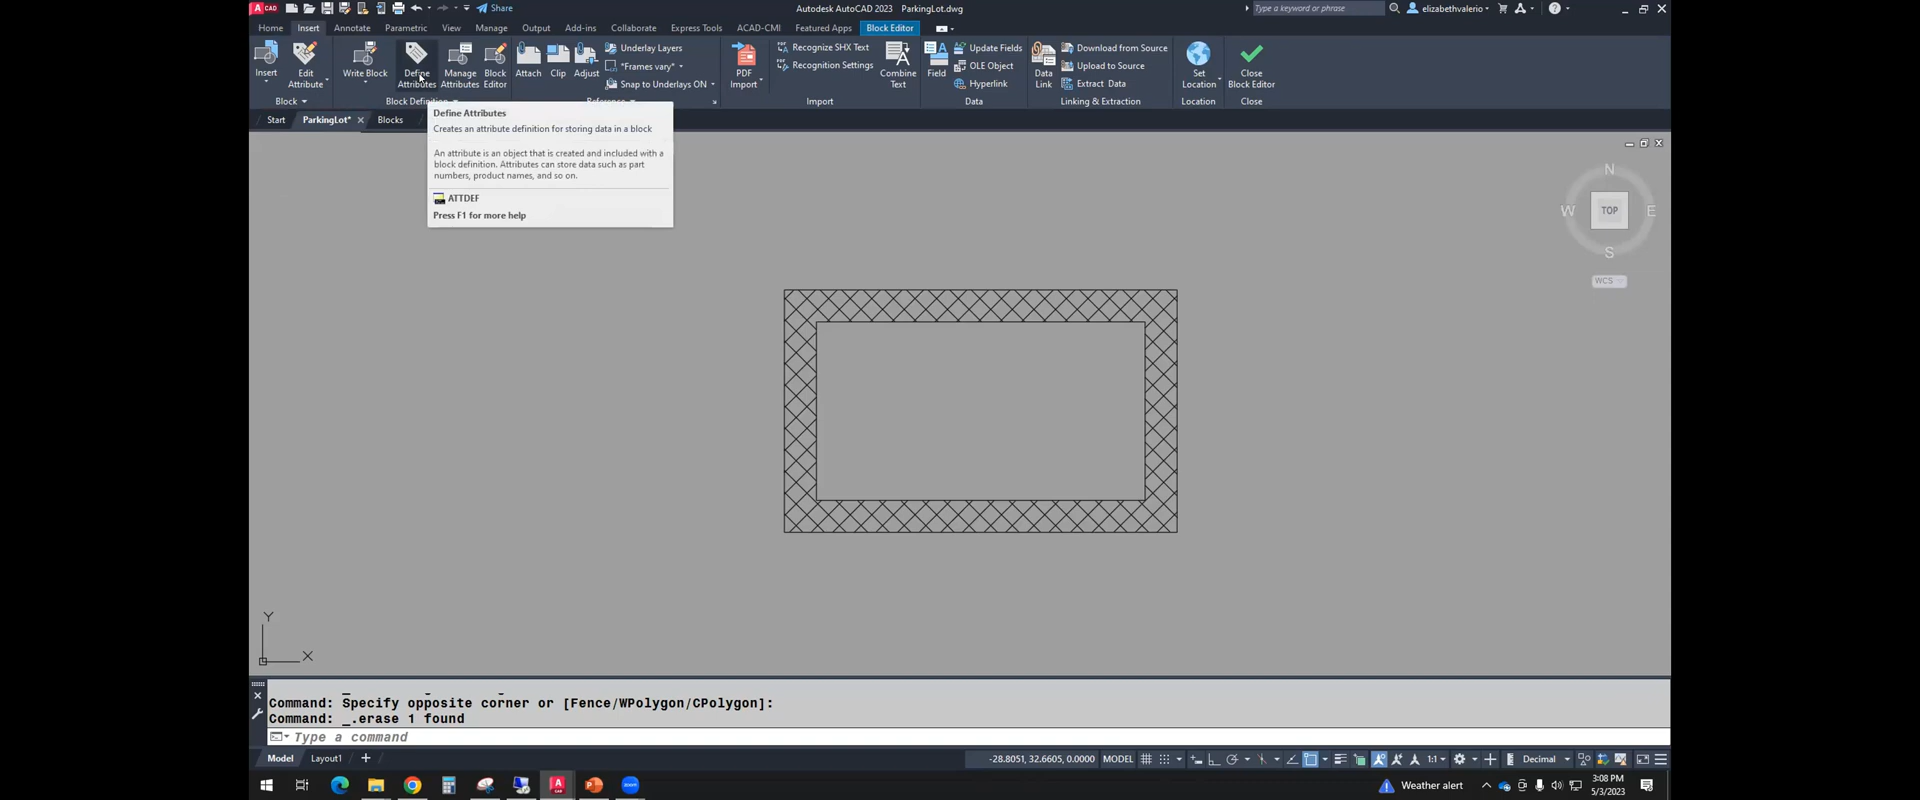 A CAD
Share
Autodesk AutoCAD 2023 ParkingLot.dwg
Type a keyword or phrase
elizabethvalerio
Home Insert Annotate Parametric View Manage Output Add-ins Collaborate Express Tools ACAD-CMI Featured Apps Block Editor
Insert
Edit
Attribute
Write Block
Define
Attributes
Manage
Attributes
Block
Editor
Attach
Clip
Adjust
Underlay Layers
*Frames vary*
Snap to Underlays ON
PDF
Import
Recognize SHX Text
Recognition Settings
Combine
Text
Field
Update Fields
OLE Object
Hyperlink
Data
Link
Download from Source
Upload to Source
Extract Data
Set
Location
Close
Block Editor
Block
Block Definition
Reference
Import
Data
Linking & Extraction
Location
Close
Start ParkingLot* Blocks
Define Attributes
Creates an attribute definition for storing data in a block
An attribute is an object that is created and included with a
block definition. Attributes can store data such as part
numbers, product names, and so on.
ATTDEF
Press F1 for more help
N
W TOP E
S
WCS
Y
X
Command: Specify opposite corner or [Fence/WPolygon/CPolygon]:
Command: _.erase 1 found
Type a command
Model Layout1 +
-28.8051, 32.6605, 0.0000 MODEL
1:1
Decimal
zoom
Weather alert
3:08 PM
5/3/2023